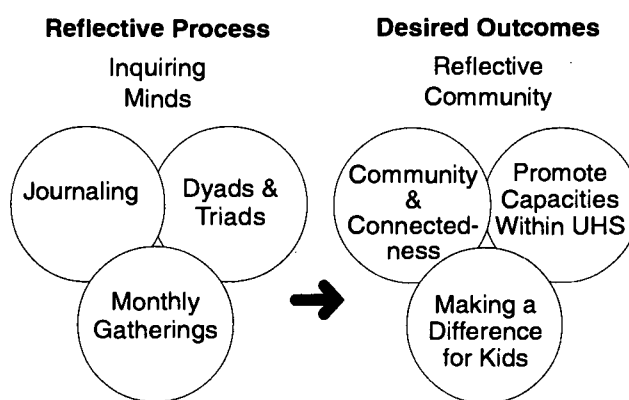 Reflective Process
Inquiring
Minds
Journaling
Dyads &
Triads
Monthly
Gatherings
Desired Outcomes
Reflective
Community
Community
&
Connected-
ness
Promote
Capacities
Within UHS
Making a
Difference
for Kids